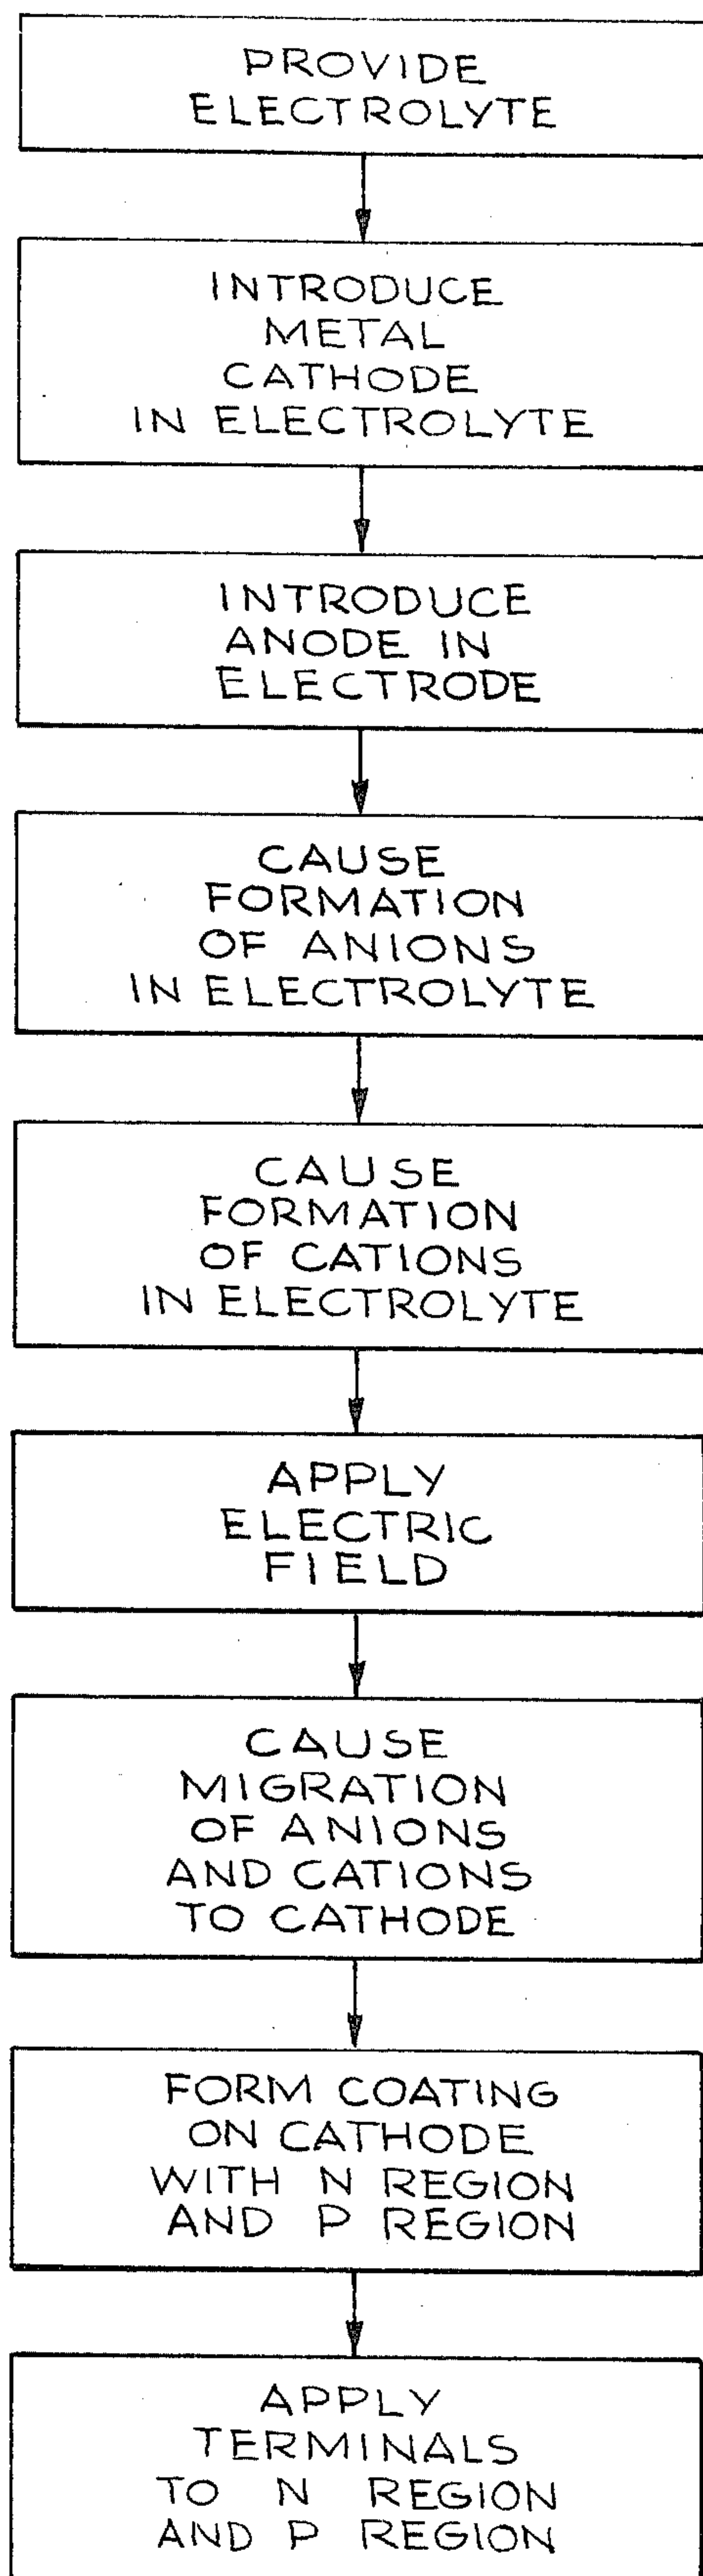 PROVIDE
ELECTROLYTE
INTRODUCE
METAL
CATHODE
IN ELECTROLYTE
INTRODUCE
ANODE IN
ELECTRODE
CAUSE
FORMATION
OF ANIONS
IN ELECTROLYTE
CAUSE
FORMATION
OF CATIONS
IN ELECTROLYTE
APPLY
ELECTRIC
FIELD
CAUSE
MIGRATION
OF ANIONS
AND CATIONS
TO CATHODE
FORM COATING
ON CATHODE
WITH N REGION
AND P REGION
APPLY
TERMINALS
TO N REGION
AND P REGION